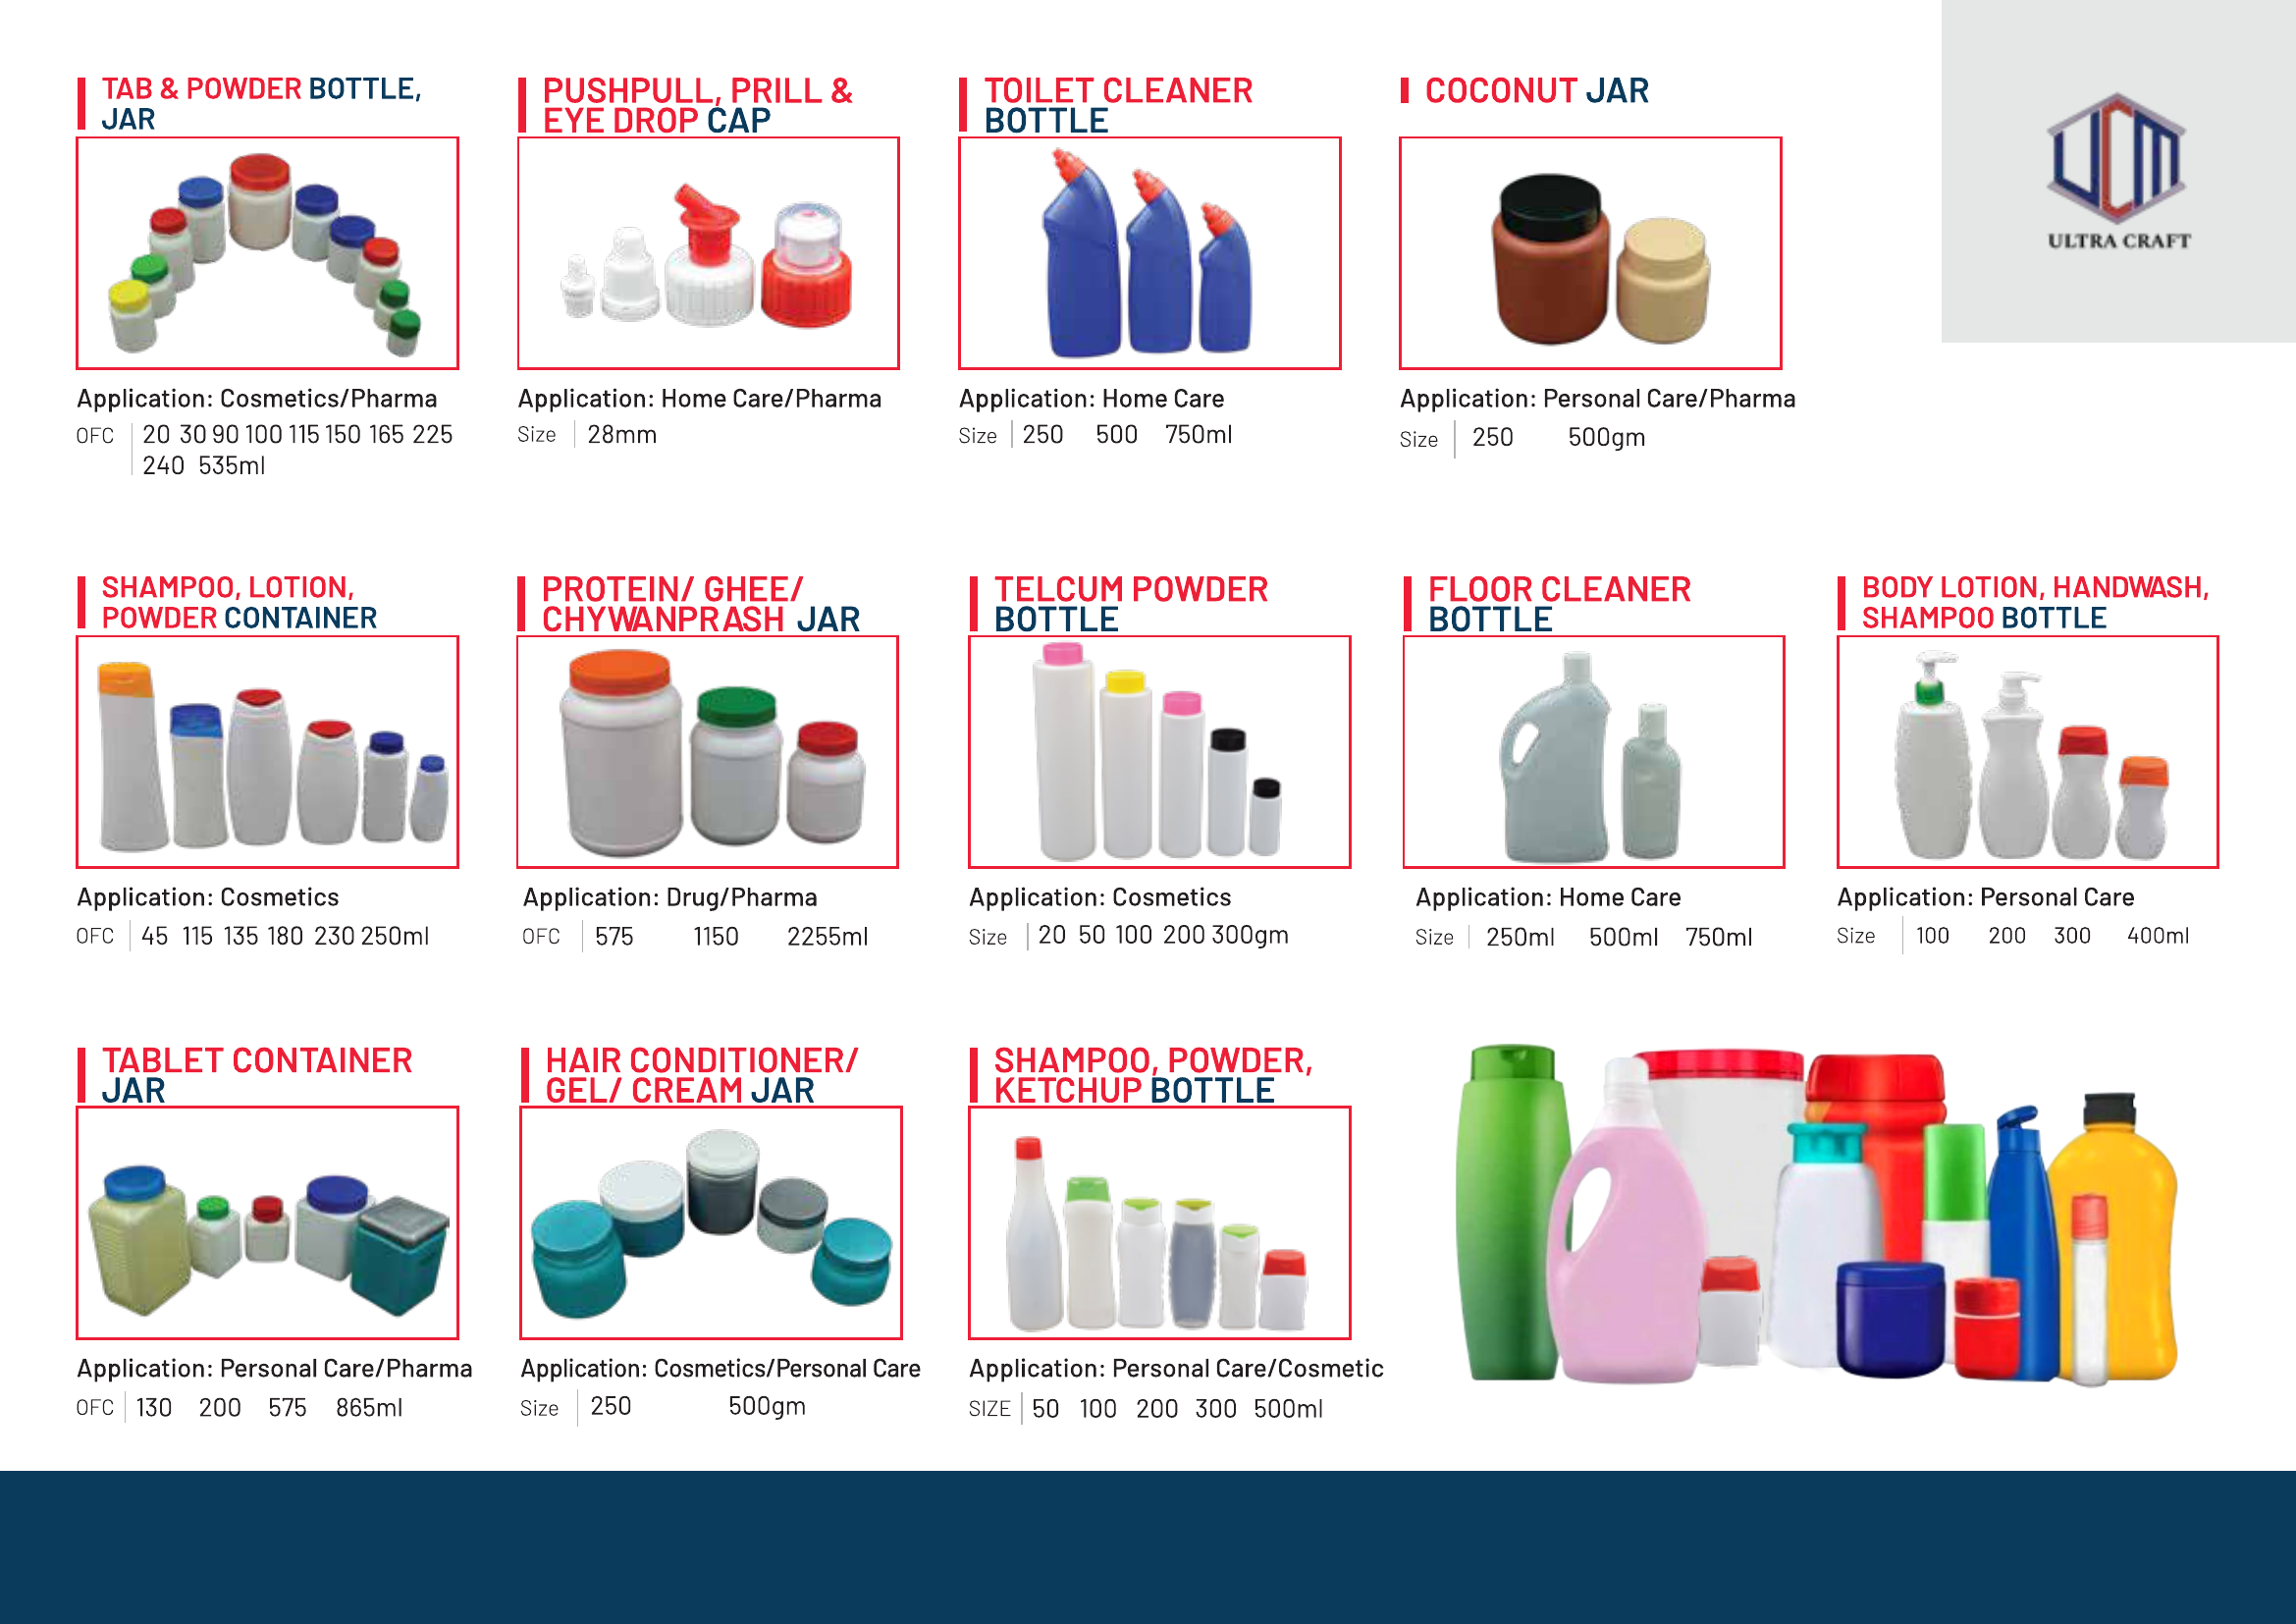 TAB & POWDER BOTTLE,
JAR
Application: Cosmetics/Pharma
OFC 20 30 90 100 115 150 165 225
240 535ml
PUSHPULL, PRILL &
EYE DROP CAP
Application: Home Care/Pharma
Size 28mm
TOILET CLEANER
BOTTLE
Application: Home Care
Size 250 500 750ml
COCONUT JAR
Application: Personal Care/Pharma
Size 250 500gm
UCM
ULTRA CRAFT
SHAMPOO, LOTION,
POWDER CONTAINER
Application: Cosmetics
OFC 45 115 135 180 230 250ml
PROTEIN/ GHEE/
CHYWANPRASH JAR
Application: Drug/Pharma
OFC 575 1150 2255ml
TELCUM POWDER
BOTTLE
Application: Cosmetics
Size 20 50 100 200 300gm
FLOOR CLEANER
BOTTLE
Application: Home Care
Size 250ml 500ml 750ml
BODY LOTION, HANDWASH,
SHAMPOO BOTTLE
Application: Personal Care
Size 100 200 300 400ml
TABLET CONTAINER
JAR
Application: Personal Care/Pharma
OFC 130 200 575 865ml
HAIR CONDITIONER/
GEL/ CREAM JAR
Application: Cosmetics/Personal Care
Size 250 500gm
SHAMPOO, POWDER,
KETCHUP BOTTLE
Application: Personal Care/Cosmetic
SIZE 50 100 200 300 500ml